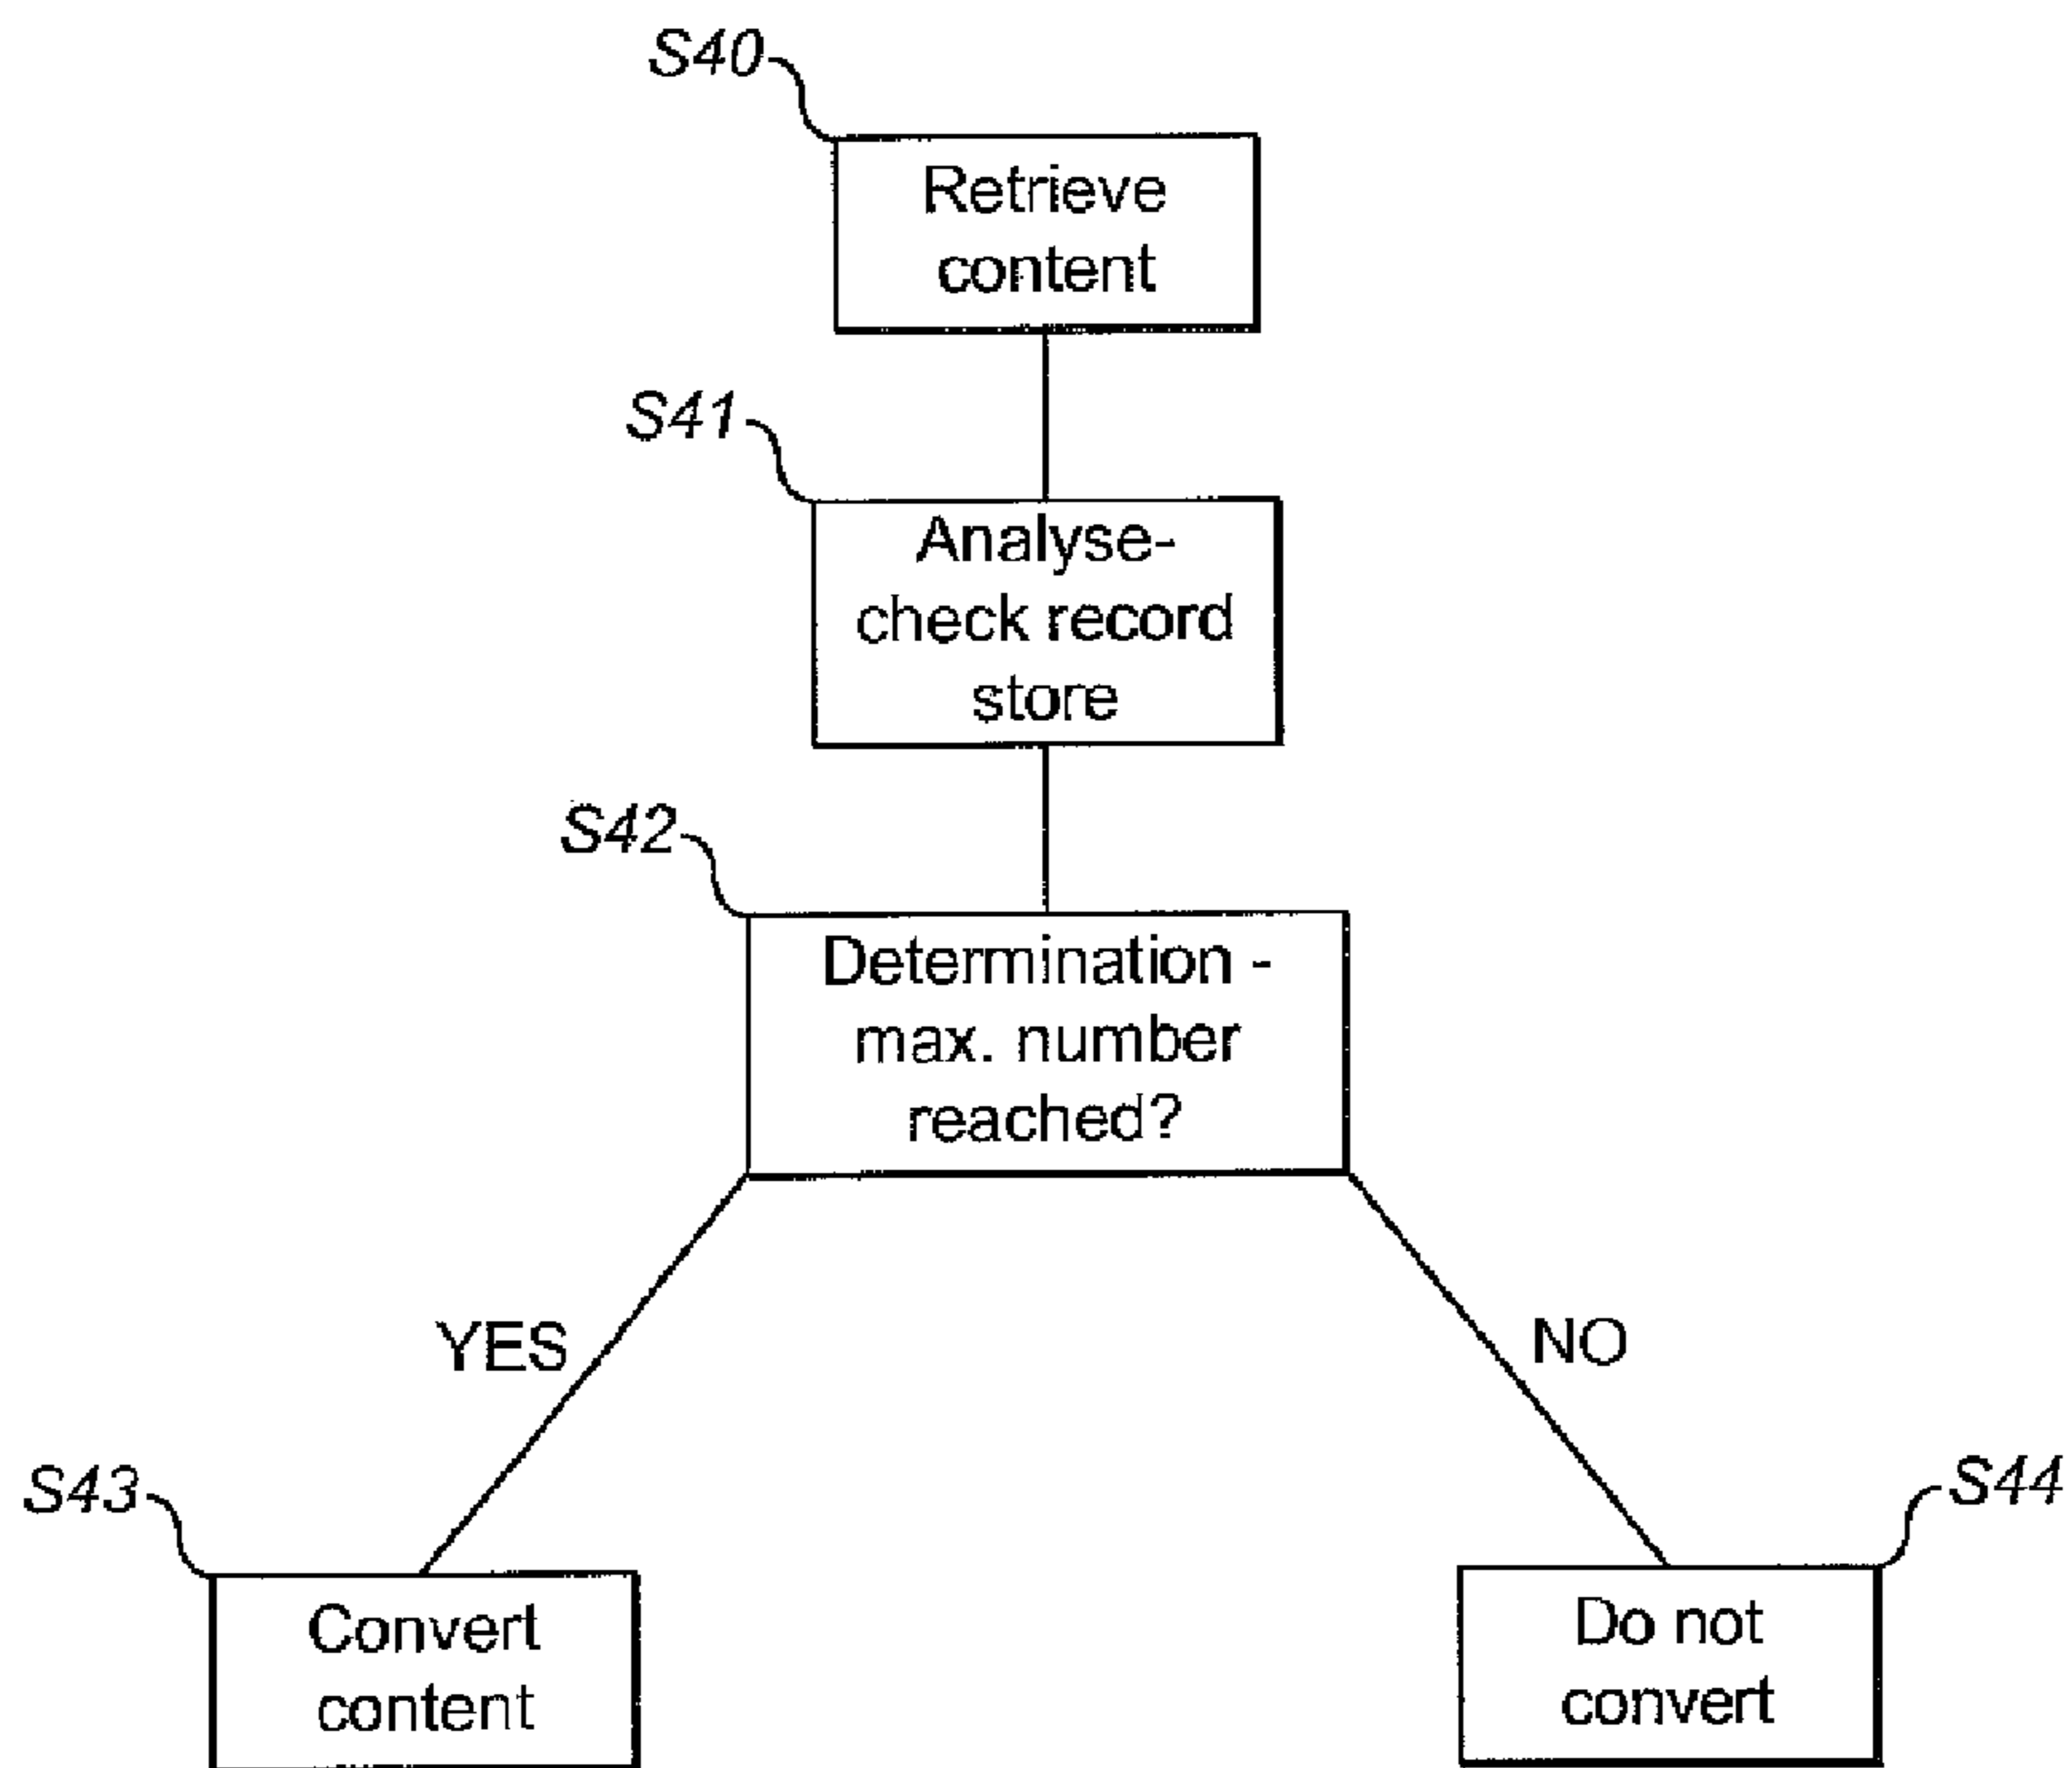 S40
Retrieve
content
S41
Analyse-
check record
store
S42
Determination -
max. number
reached?
YES
NO
S43
S44
Convert
content
Do not
convert